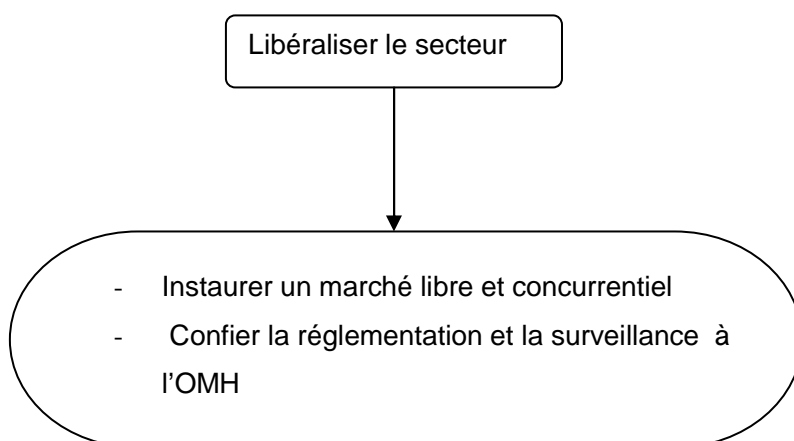 Libéraliser le secteur
- Instaurer un marché libre et concurrentiel
- Confier la réglementation et la surveillance à
l’OMH